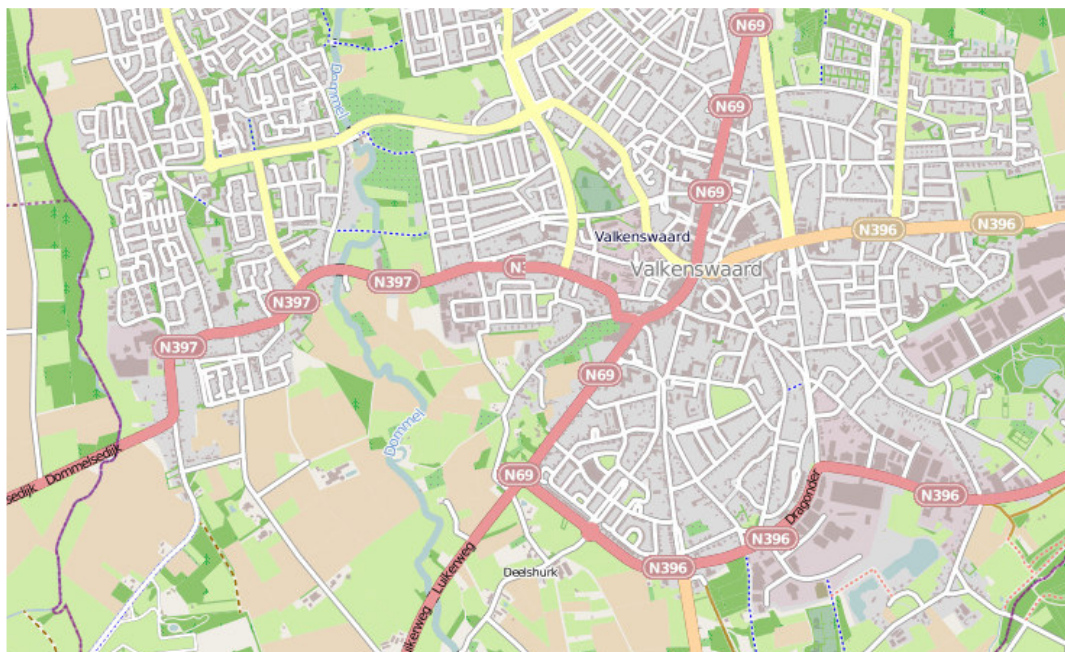 N69
Dommel
N69
N69
N396
N396
Valkenswaard
Valkenswaard
N397
N3
N397
N397
N69
Dommel
Dommelsedijk
sedijk
N69
Dragonder
N396
N396
N396
Luikerweg
Deelshurk
uikerweg